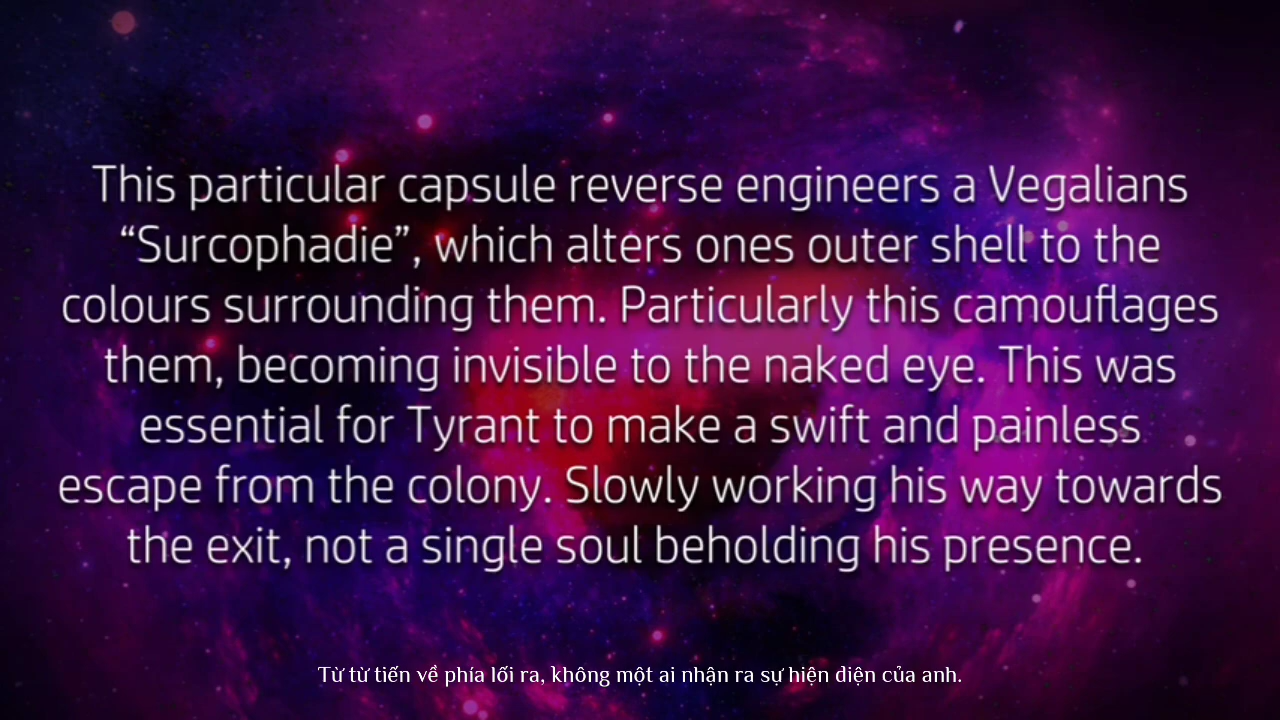 This particular capsule reverse engineers a Vegalians
“Surcophadie”, which alters ones outer shell to the
colours surrounding them. Particularly this camouflages
them, becoming invisible to the naked eye. This was
essential for Tyrant to make a swift and painless
escape from the colony. Slowly working his way towards
the exit, not a single soul beholding his presence.
Từ từ tiến về phía lối ra, không một ai nhận ra sự hiện diện của anh.